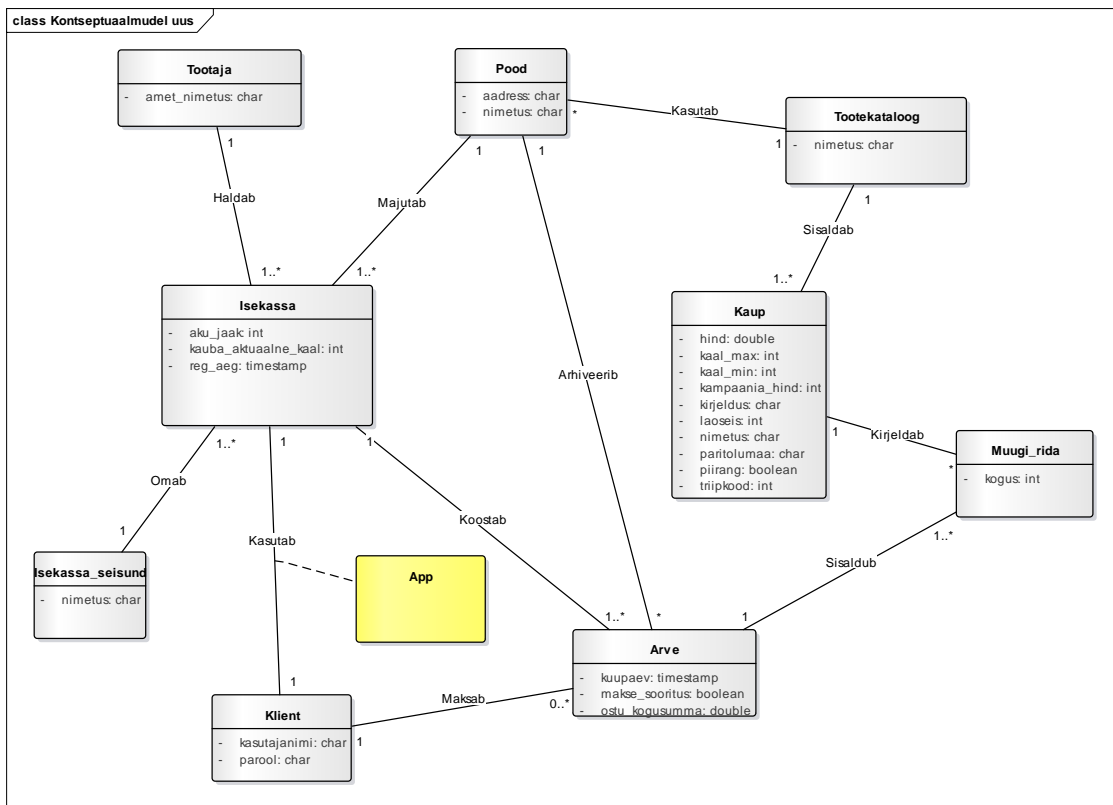 class Kontseptuaalmudel uus
Tootaja
- amet_nimetus: char
Pood
- aadress: char
- nimetus: char
Tootekataloog
- nimetus: char
1
1
1
*
Kasutab
1
1
Haldab
Majutab
Sisaldab
1..*
1..*
1..*
Isekassa
- aku_jaak: int
- kauba_aktuaalne_kaal: int
- reg_aeg: timestamp
Kaup
- hind: double
- kaal_max: int
- kaal_min: int
- kampaania_hind: int
- kirjeldus: char
- laoseis: int
- nimetus: char
- paritolumaa: char
- piirang: boolean
- triipkood: int
Arhiveerib
1
Kirjeldab
*
Muugi_rida
- kogus: int
1..*
1
1
Omab
1
Kasutab
Koostab
Isekassa_seisund
- nimetus: char
App
1..*
Sisaldub
1
1..*
*
1
Arve
- kuupaev: timestamp
- makse_sooritus: boolean
- ostu_kogusumma: double
Maksab
0..*
1
Klient
- kasutajanimi: char
- parool: char